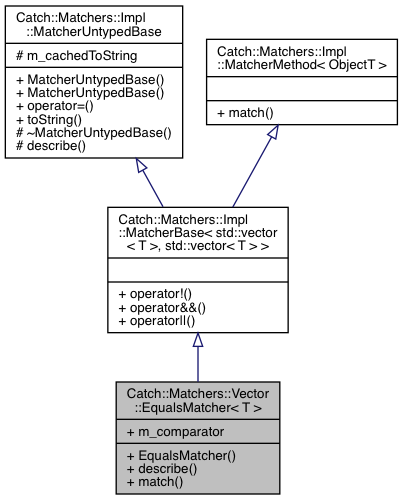 Catch::Matchers::Impl
::MatcherUntypedBase
# m_cachedToString
+ MatcherUntypedBase()
+ MatcherUntypedBase()
+ operator=()
+ toString()
# ~MatcherUntypedBase()
# describe()
Catch::Matchers::Impl
::MatcherMethod< ObjectT >
+ match()
Catch::Matchers::Impl
::MatcherBase< std::vector
< T >, std::vector< T > >
+ operator!()
+ operator&&()
+ operator||()
Catch::Matchers::Vector
::EqualsMatcher< T >
+ m_comparator
+ EqualsMatcher()
+ describe()
+ match()